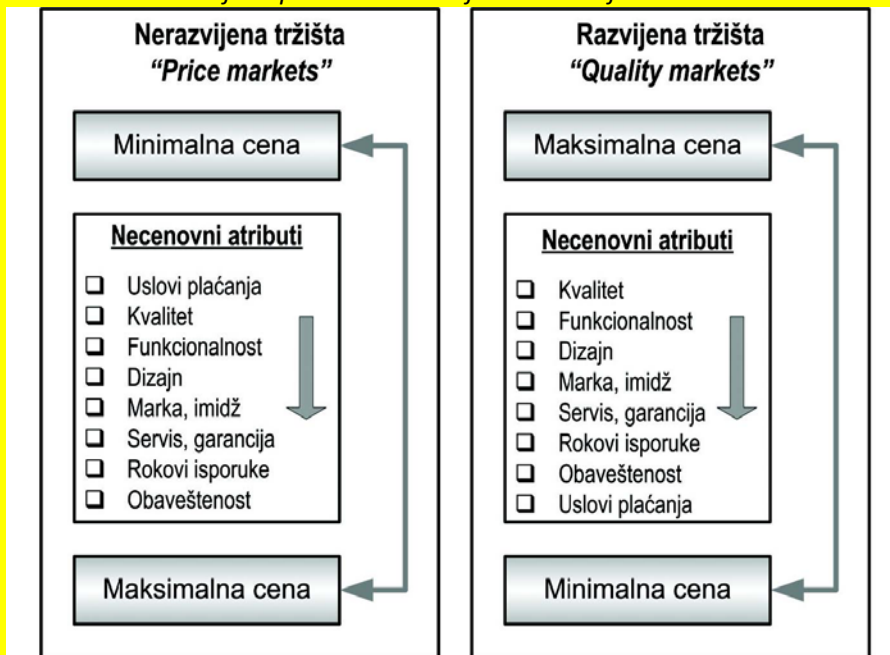 Nerazvijena tržišta
“Price markets”
Minimalna cena
Necenovni atributi
Uslovi plaćanja
Kvalitet
Funkcionalnost
Dizajn
Marka, imidž
Servis, garancija
Rokovi isporuke
Obaveštenost
Maksimalna cena
Razvijena tržišta
“Quality markets”
Maksimalna cena
Necenovni atributi
Kvalitet
Funkcionalnost
Dizajn
Marka, imidž
Servis, garancija
Rokovi isporuke
Obaveštenost
Uslovi plaćanja
Minimalna cena